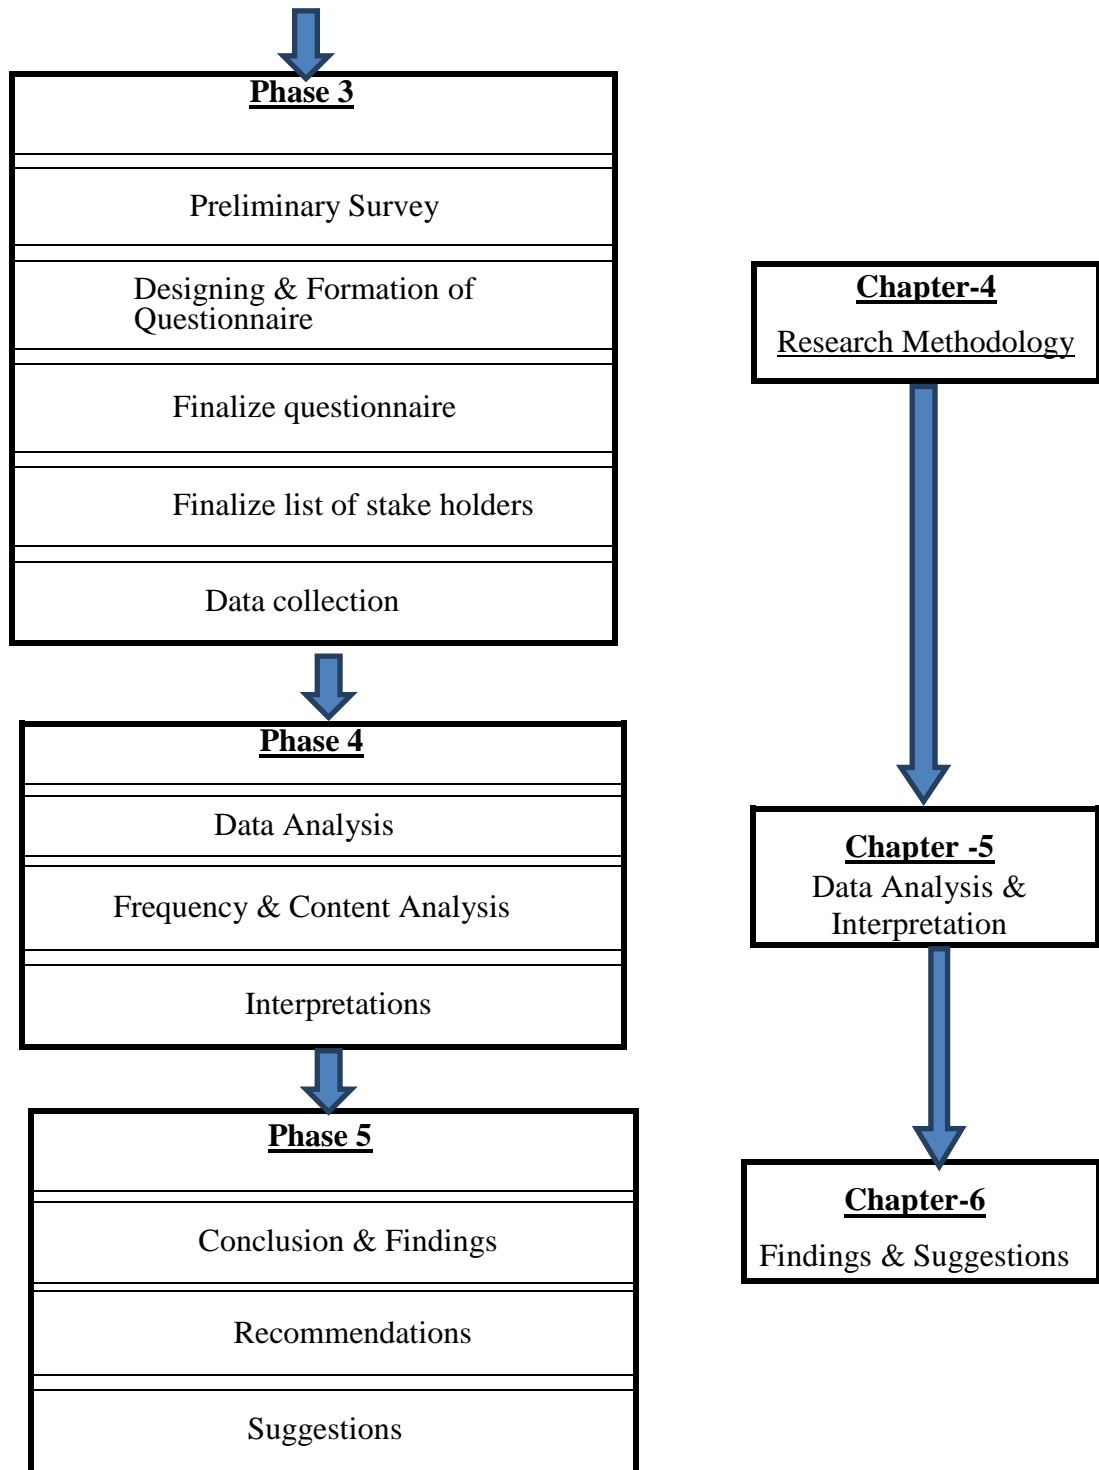 Phase 3
Preliminary Survey
Designing & Formation of
Questionnaire
Finalize questionnaire
Finalize list of stake holders
Data collection
Phase 4
Data Analysis
Frequency & Content Analysis
Interpretations
Phase 5
Conclusion & Findings
Recommendations
Suggestions
Chapter-4
Research Methodology
Chapter -5
Data Analysis &
Interpretation
Chapter-6
Findings & Suggestions